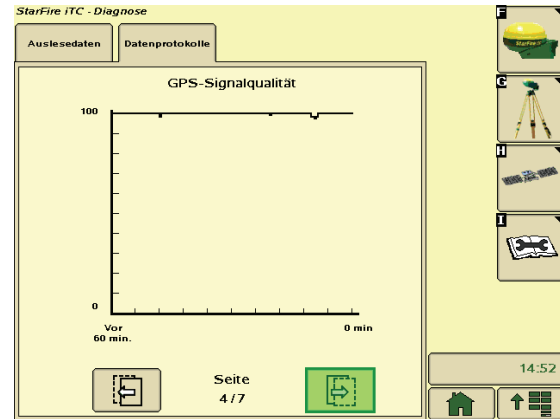 StarFire iTC - Diagnose
Auslesedaten
Datenprotokolle
GPS-Signalqualität
100
0
Vor
60 min.
0 min
Seite
4/7
F
StarFire
G
H
I
14:52